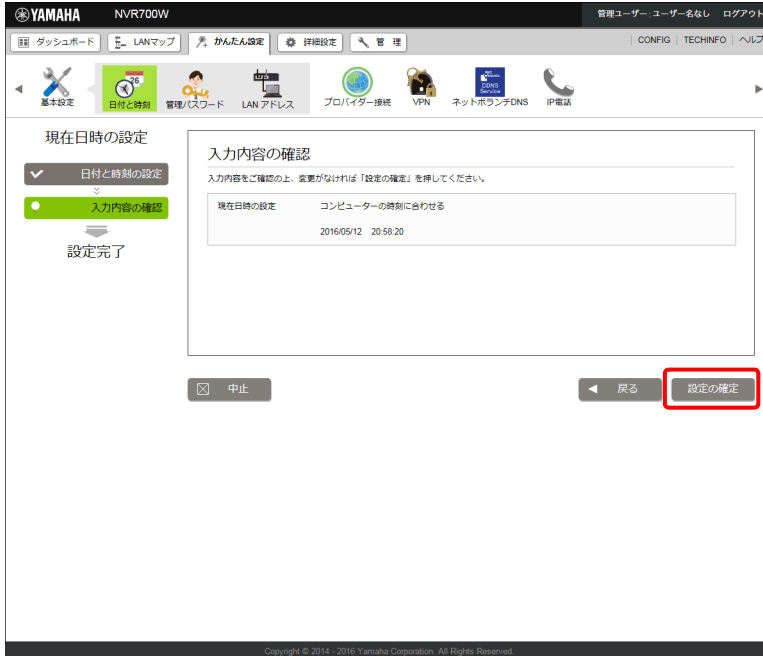 YAMAHA NVR700W 管理ユーザー:ユーザー名なし ログアウト
ダッシュボード LANマップ かんたん設定 詳細設定 管 理 CONFIG TECHINFO ヘルプ
基本設定 日付と時刻 管理パスワード LAN アドレス プロバイダー接続 VPN ネットボランチDNS IP電話
26
DDNS
Service
現在日時の設定
日付と時刻の設定
入力内容の確認
設定完了
入力内容の確認
入力内容をご確認の上、変更がなければ「設定の確定」を押してください。
現在日時の設定 コンピューターの時刻に合わせる
2016/05/12 20:58:20
中止 戻る 設定の確定
Copyright © 2014 - 2016 Yamaha Corporation. All Rights Reserved.